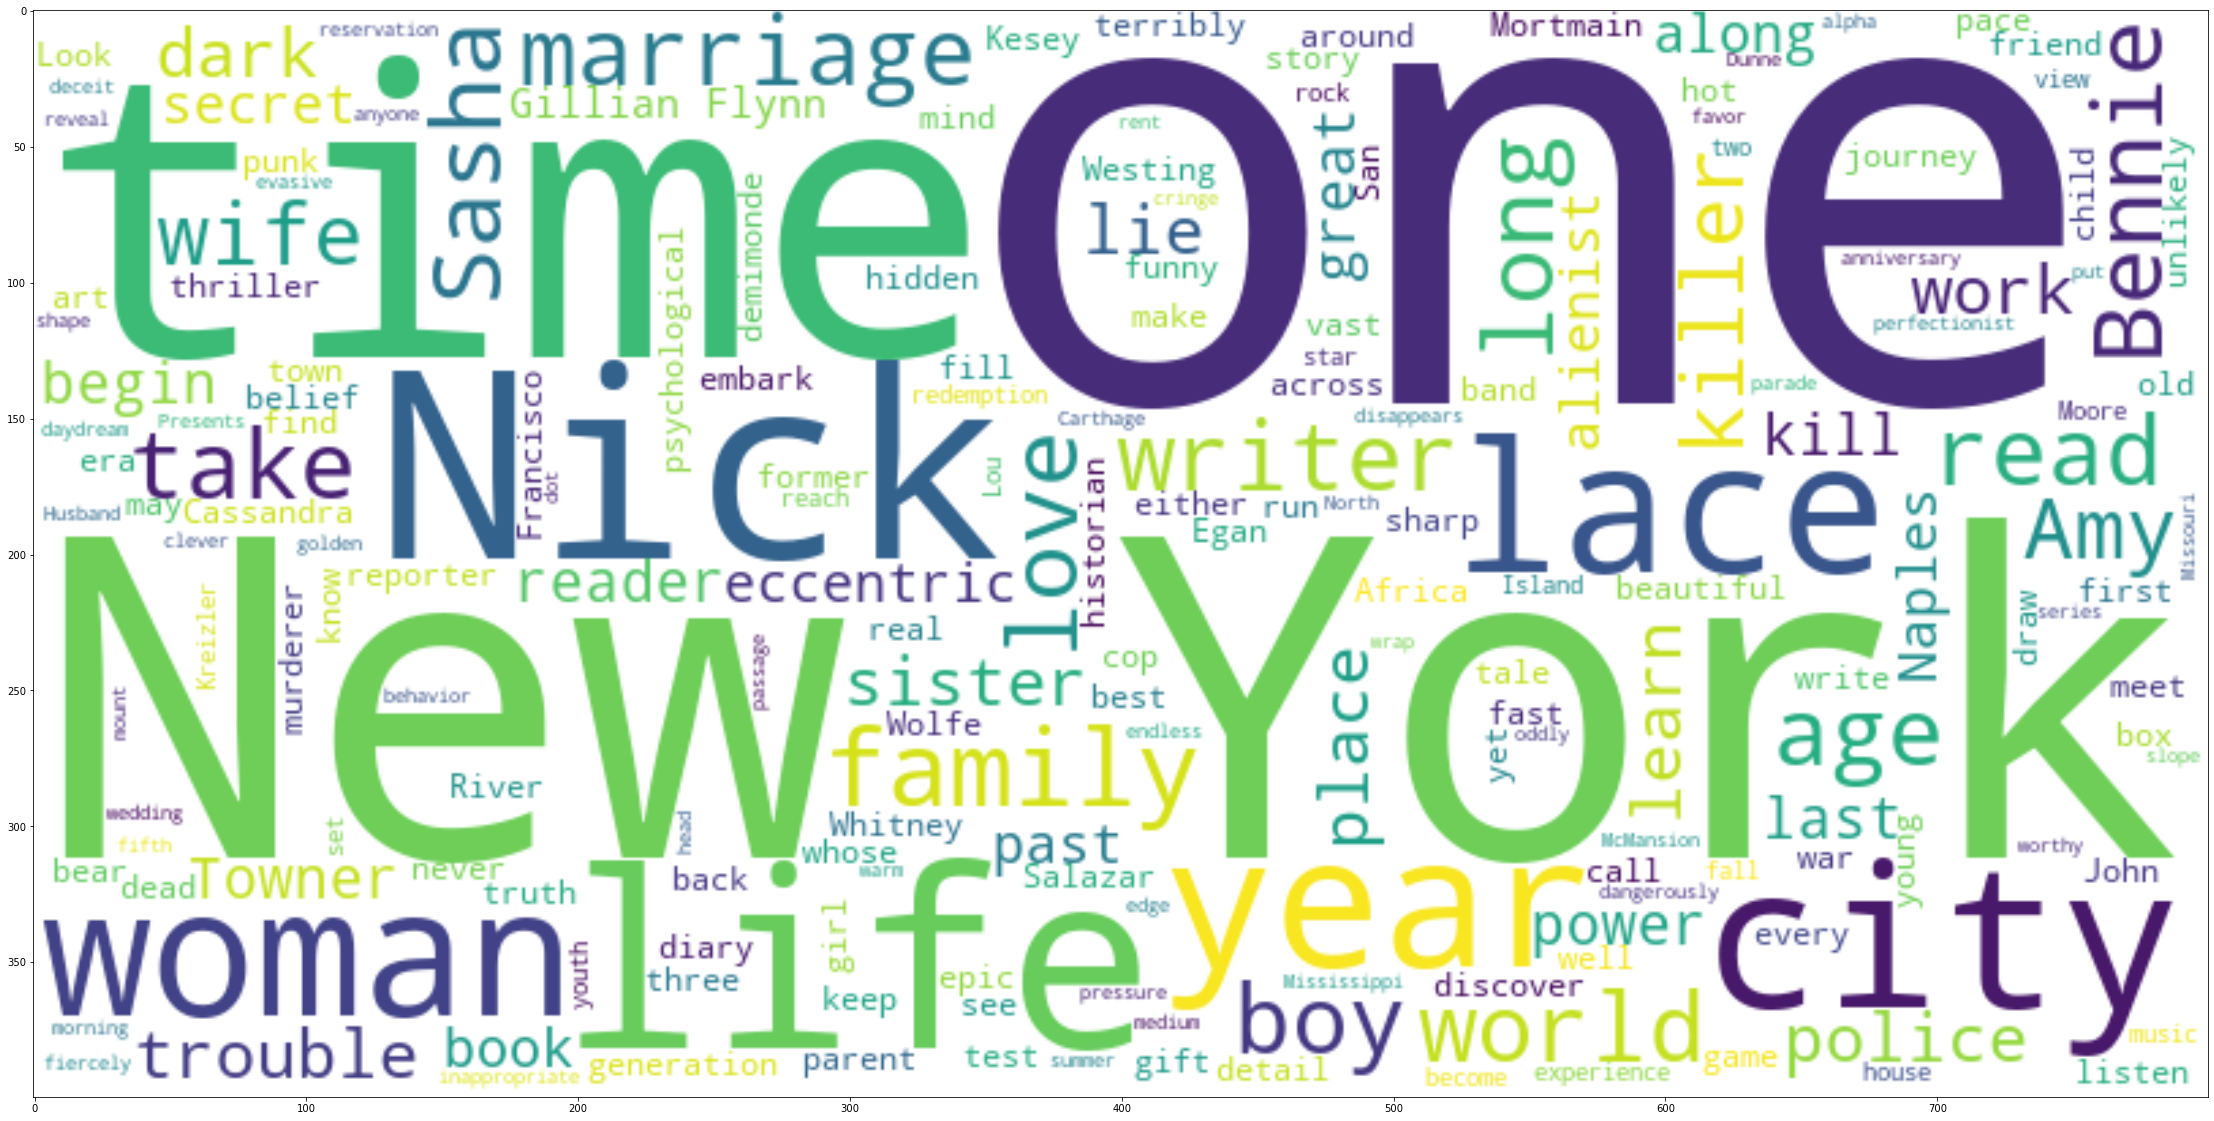 0
50
100
150
200
250
300
350
0 100 200 300 400 500 600 700
time
one
New York
Nick
life
lace
year
city
woman
marriage
Sasha
Bennie
dark
secret
reservation
Look
deceit
reveal
anyone
Gillian Flynn
Kesey
terribly
mind
around
story
rock
Mortmain
along
Dunne
alpha
pace
friend
view
hot
favor
two
rent
Westing
cringe
lie
funny
make
great
San
long
alienist
killer
journey
child
unlikely
anniversary
work
put
perfectionist
punk
evasive
wife
thriller
art
shape
psychological
demimonde
hidden
vast
star
across
band
parade
old
begin
town
belief
find
daydream
Presents
era
take
may
Cassandra
Husband
clever
golden
Francisco
dot
embark
fill
redemption
former
reach
Lou
love
Carthage
historian
writer
disappears
either
run
North
sharp
Egan
kill
Moore
read
Amy
Naples
Missouri
reader
eccentric
reporter
know
Kreizler
murderer
mount
behavior
passage
real
sister
cop
best
Africa
Island
beautiful
wrap
first
series
draw
tale
fast
oddly
yet
place
learn
write
age
meet
box
slope
Wolfe
endless
family
River
wedding
fifth
set
head
Whitney
whose
warm
past
Salazar
McMansion
last
young
worthy
war
John
bear
dead
Towner
never
truth
back
edge
call
dangerously
fall
power
every
well
youth
diary
three
girl
keep
epic
see
pressure
medium
Mississippi
boy
discover
world
police
music
morning
fiercely
trouble
book
inappropriate
generation
parent
test
summer
gift
detail
become
experience
game
house
listen